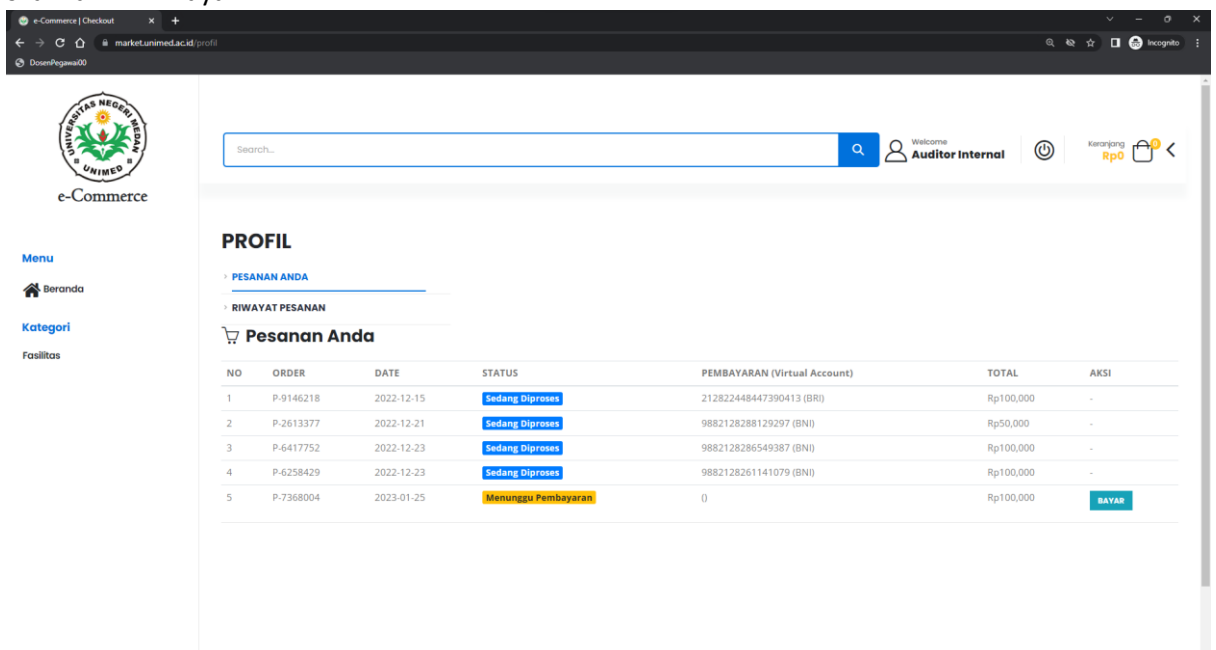 e-Commerce | Checkout
market.unimed.ac.id/profil
Incognito
DosenPegawai00
UNIVERSITAS NEGERI MEDAN
UNIMED
e-Commerce
Search...
Welcome
Auditor Internal
Keranjang
Rp0
0
Menu
Beranda
Kategori
Fasilitas
PROFIL
PESANAN ANDA
RIWAYAT PESANAN
Pesanan Anda
NO ORDER DATE STATUS PEMBAYARAN (Virtual Account) TOTAL AKSI
1 P-9146218 2022-12-15 Sedang Diproses 212822448447390413 (BRI) Rp100,000 -
2 P-2613377 2022-12-21 Sedang Diproses 9882128288129297 (BNI) Rp50,000 -
3 P-6417752 2022-12-23 Sedang Diproses 9882128286549387 (BNI) Rp100,000 -
4 P-6258429 2022-12-23 Sedang Diproses 9882128261141079 (BNI) Rp100,000 -
5 P-7368004 2023-01-25 Menunggu Pembayaran () Rp100,000 BAYAR